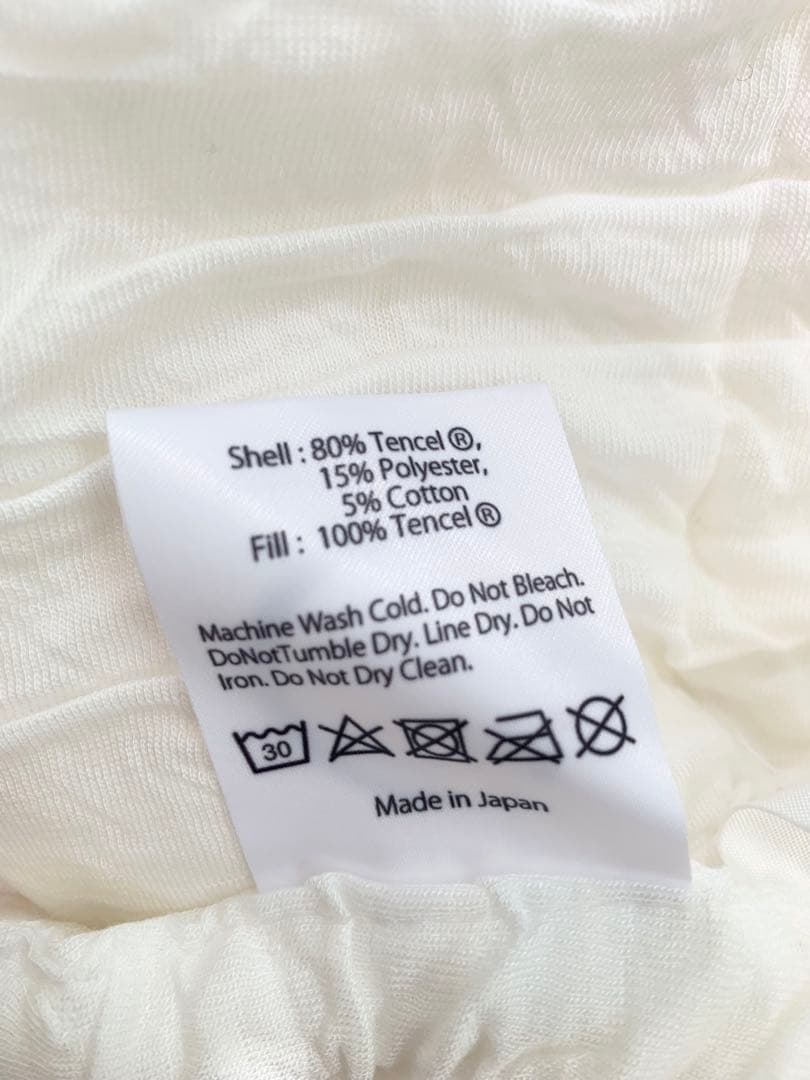 Shell : 80% Tencel®,
15% Polyester,
5% Cotton
Fill : 100% Tencel®
Machine Wash Cold. Do Not Bleach.
DoNotTumble Dry. Line Dry. Do Not
Iron. Do Not Dry Clean.
30
Made in Japan